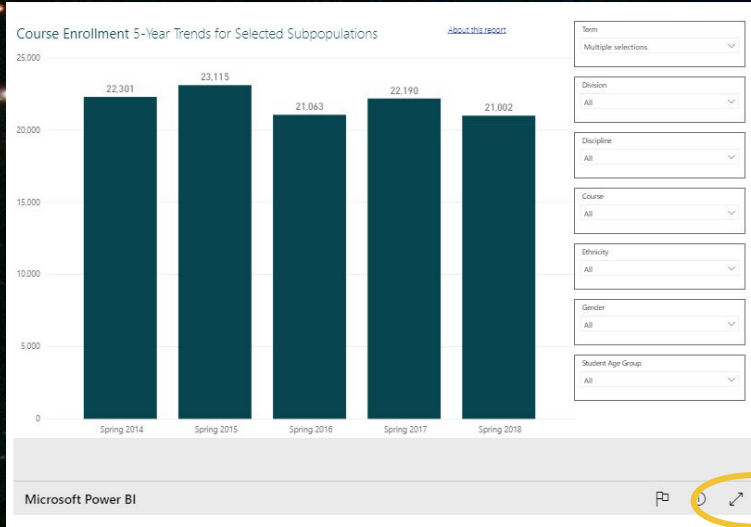 Course Enrollment 5-Year Trends for Selected Subpopulations
About this report
25,000
20,000
15,000
10,000
5,000
0
22,301
23,115
21,063
22,190
21,002
Spring 2014
Spring 2015
Spring 2016
Spring 2017
Spring 2018
Term
Multiple selections
Division
All
Discipline
All
Course
All
Ethnicity
All
Gender
All
Student Age Group
All
Microsoft Power BI